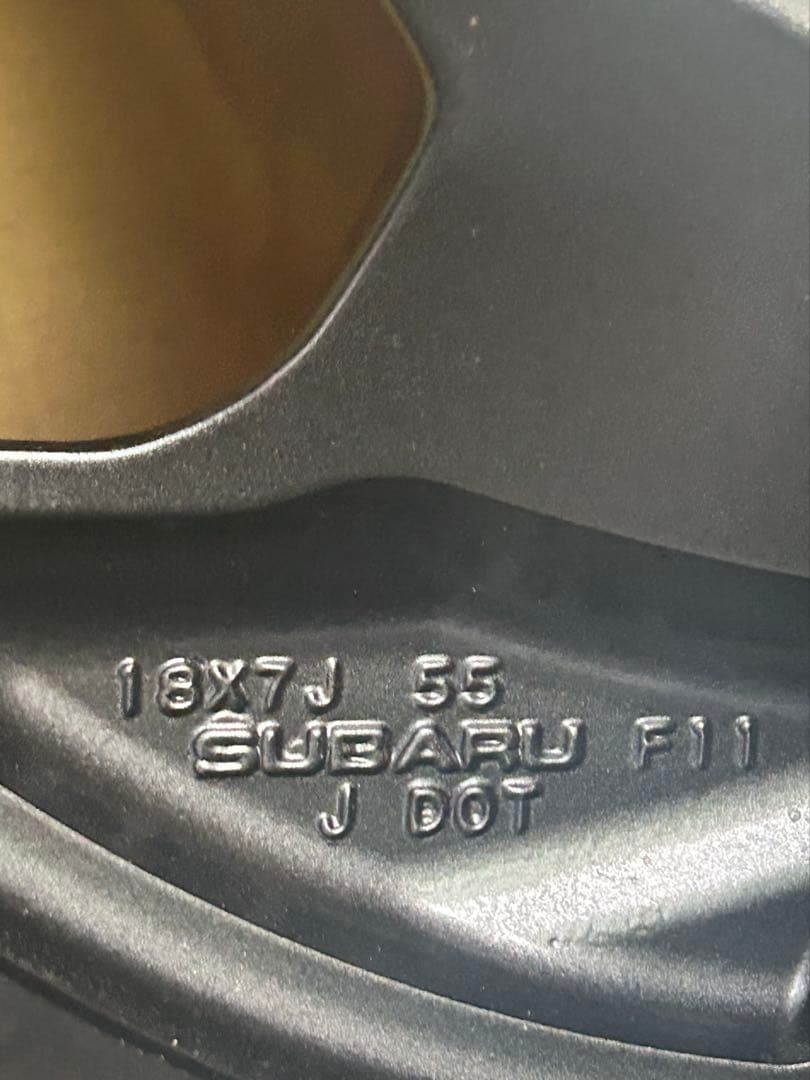 18X7J 55
SUBARU F11
J DOT